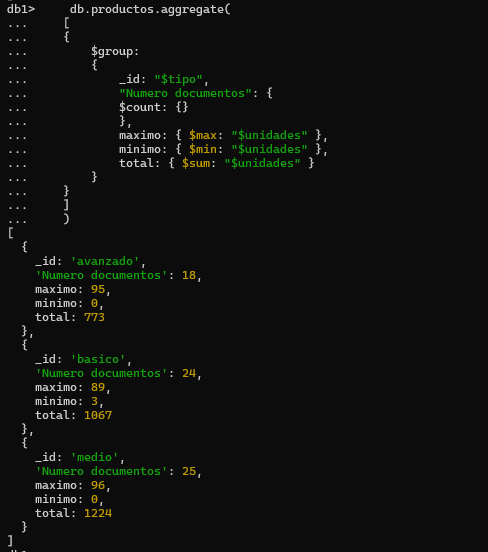 db1>     db.productos.aggregate(
...     [
...     {
...         $group:
...         {
...             _id: "$tipo",
...             "Numero documentos": {
...             $count: {}
...             },
...             maximo: { $max: "$unidades" },
...             minimo: { $min: "$unidades" },
...             total: { $sum: "$unidades" }
...         }
...     }
...     ]
...     )
[
  {
    _id: 'avanzado',
    'Numero documentos': 18,
    maximo: 95,
    minimo: 0,
    total: 773
  },
  {
    _id: 'basico',
    'Numero documentos': 24,
    maximo: 89,
    minimo: 3,
    total: 1067
  },
  {
    _id: 'medio',
    'Numero documentos': 25,
    maximo: 96,
    minimo: 0,
    total: 1224
  }
]